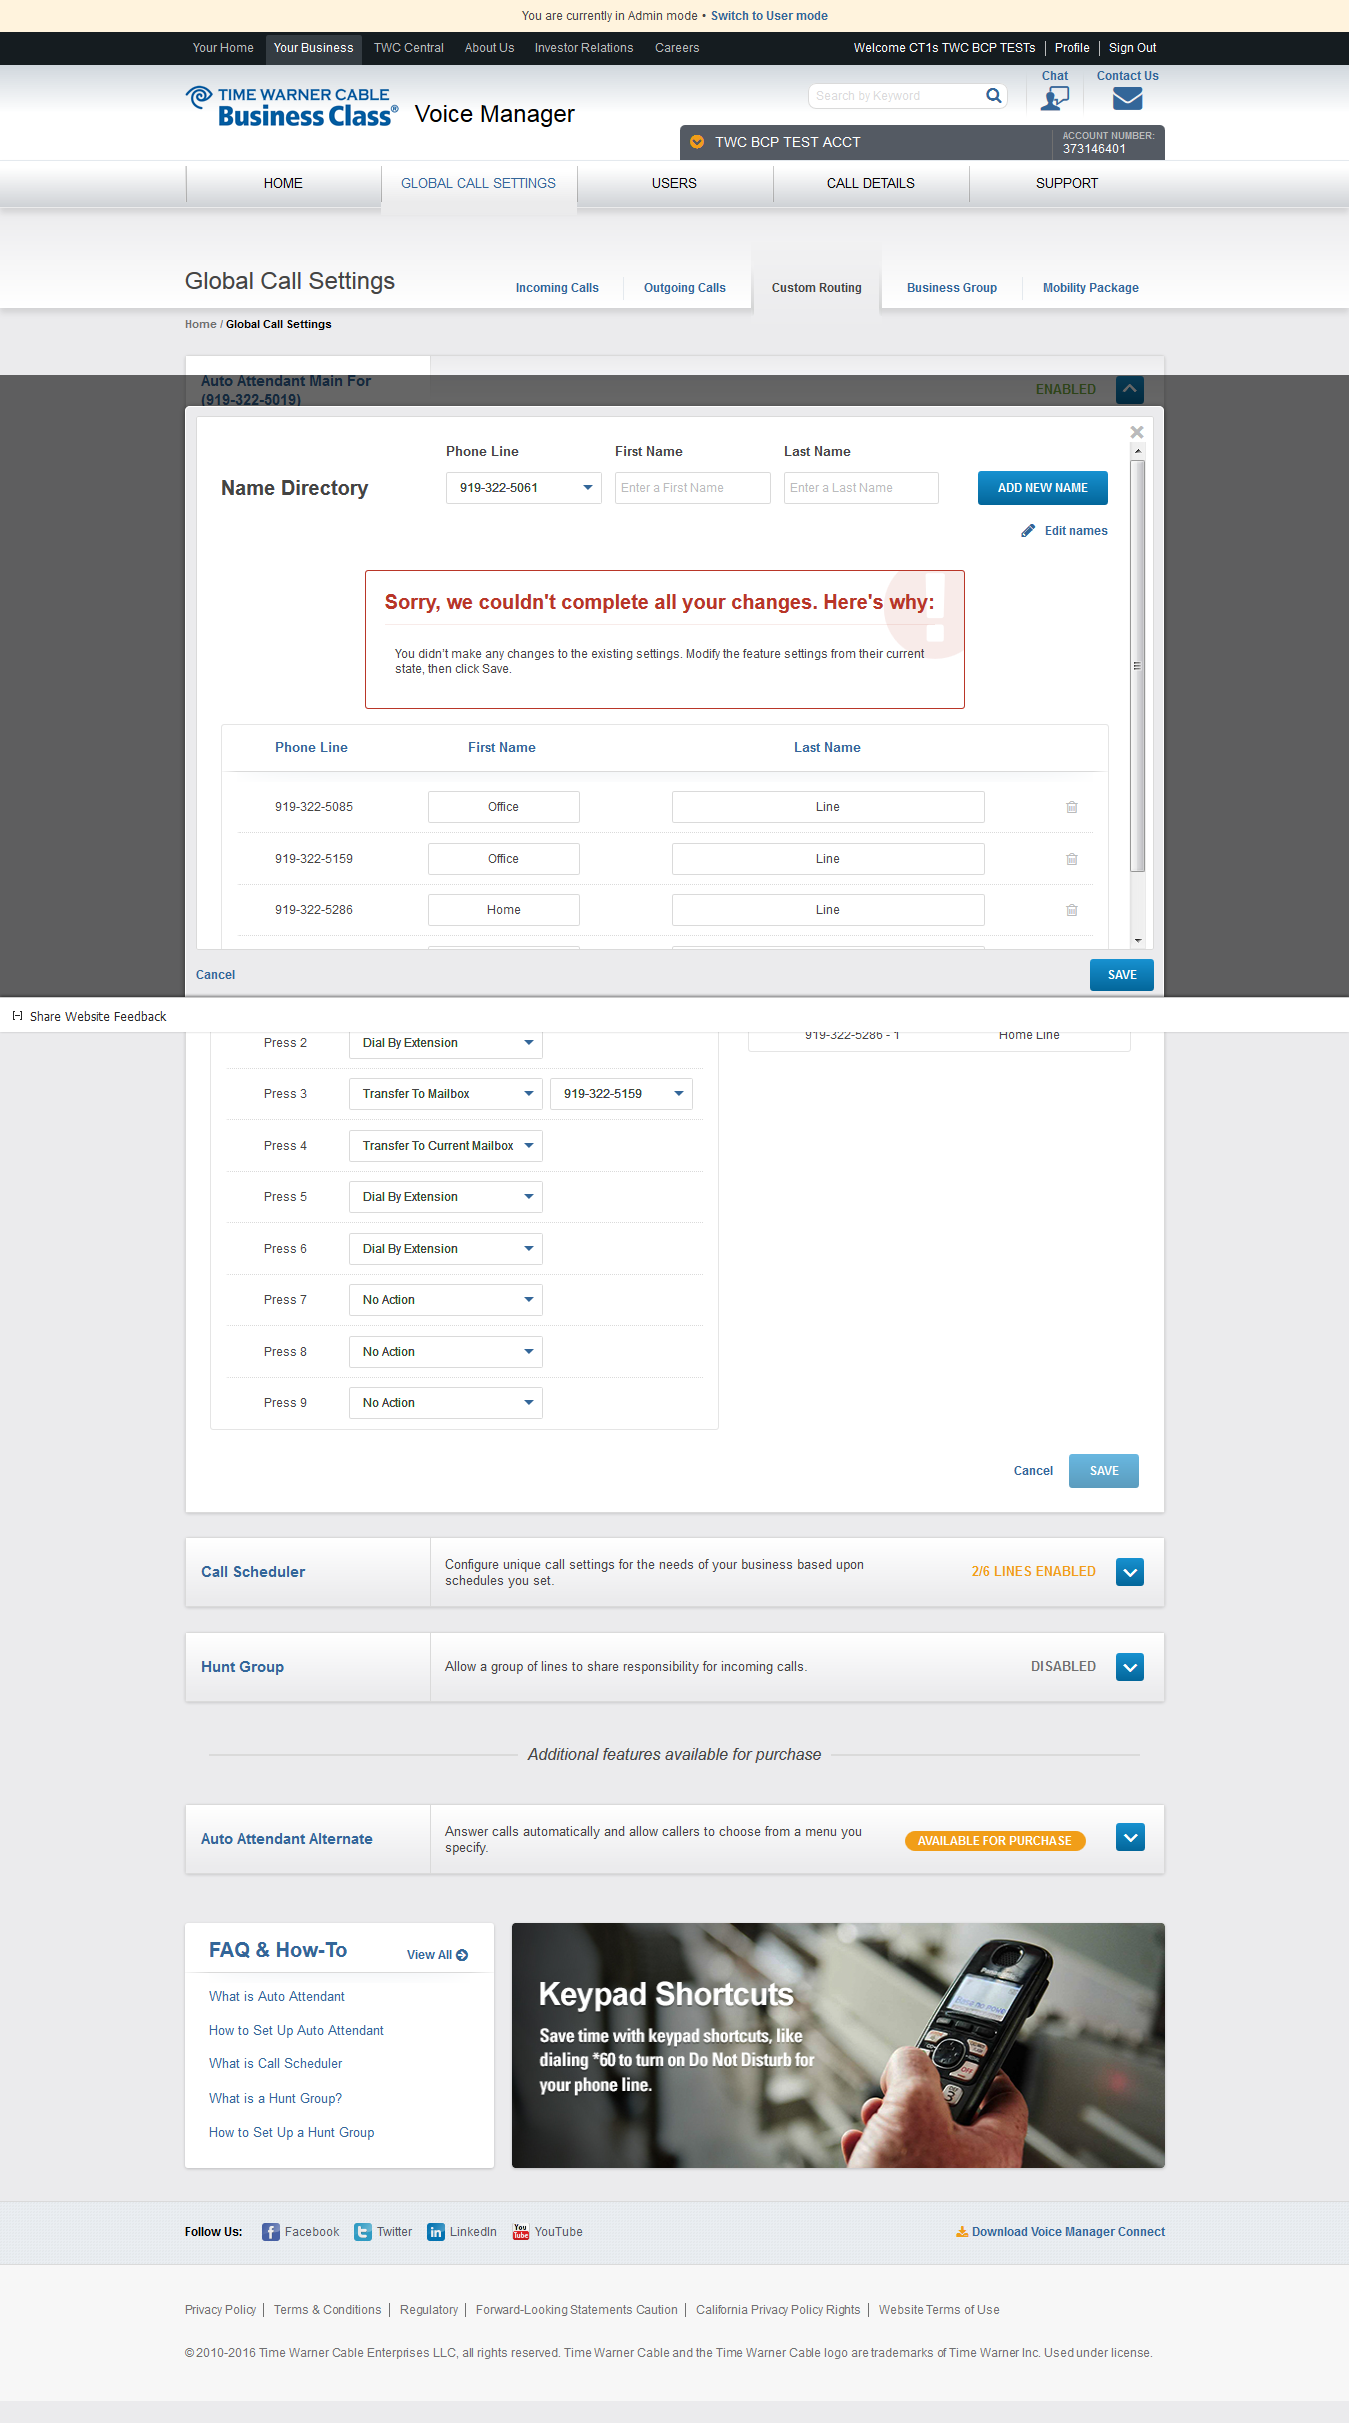 You are currently in Admin mode • Switch to User mode
Your Home Your Business TWC Central About Us Investor Relations Careers Welcome CT1s TWC BCP TESTs Profile Sign Out
TIME WARNER CABLE
Business Class®
Voice Manager
Search by Keyword
Chat
Contact Us
TWC BCP TEST ACCT
ACCOUNT NUMBER:
373146401
HOME GLOBAL CALL SETTINGS USERS CALL DETAILS SUPPORT
Global Call Settings
Incoming Calls Outgoing Calls Custom Routing Business Group Mobility Package
Home / Global Call Settings
Auto Attendant Main For
(919-322-5019)
ENABLED
Phone Line First Name Last Name
Name Directory
919-322-5061 Enter a First Name Enter a Last Name
ADD NEW NAME
Edit names
Sorry, we couldn't complete all your changes. Here's why:
You didn't make any changes to the existing settings. Modify the feature settings from their current
state, then click Save.
Phone Line First Name Last Name
919-322-5085 Office Line
919-322-5159 Office Line
919-322-5286 Home Line
Cancel SAVE
[-] Share Website Feedback
919-322-5286 - 1 Home Line
Press 2 Dial By Extension
Press 3 Transfer To Mailbox 919-322-5159
Press 4 Transfer To Current Mailbox
Press 5 Dial By Extension
Press 6 Dial By Extension
Press 7 No Action
Press 8 No Action
Press 9 No Action
Cancel SAVE
Call Scheduler
Configure unique call settings for the needs of your business based upon
schedules you set.
2/6 LINES ENABLED
Hunt Group
Allow a group of lines to share responsibility for incoming calls.
DISABLED
Additional features available for purchase
Auto Attendant Alternate
Answer calls automatically and allow callers to choose from a menu you
specify.
AVAILABLE FOR PURCHASE
FAQ & How-To
View All
What is Auto Attendant
How to Set Up Auto Attendant
What is Call Scheduler
What is a Hunt Group?
How to Set Up a Hunt Group
Keypad Shortcuts
Save time with keypad shortcuts, like
dialing *60 to turn on Do Not Disturb for
your phone line.
Follow Us: Facebook Twitter LinkedIn YouTube
Download Voice Manager Connect
Privacy Policy Terms & Conditions Regulatory Forward-Looking Statements Caution California Privacy Policy Rights Website Terms of Use
© 2010-2016 Time Warner Cable Enterprises LLC, all rights reserved. Time Warner Cable and the Time Warner Cable logo are trademarks of Time Warner Inc. Used under license.